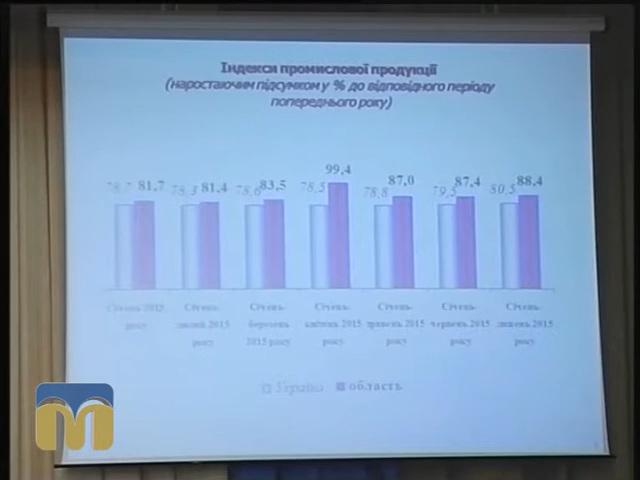 Індекси промислової продукції
(наростаючим підсумком у % до відповідного періоду
попереднього року)
78,7 81,7 78,3 81,4 78,6 83,5 78,5 99,4 78,8 87,0 79,5 87,4 80,5 88,4
Січень 2015 року
Січень-лютий 2015 року
Січень-березень 2015 року
Січень-квітень 2015 року
Січень-травень 2015 року
Січень-червень 2015 року
Січень-липень 2015 року
Україна область
M